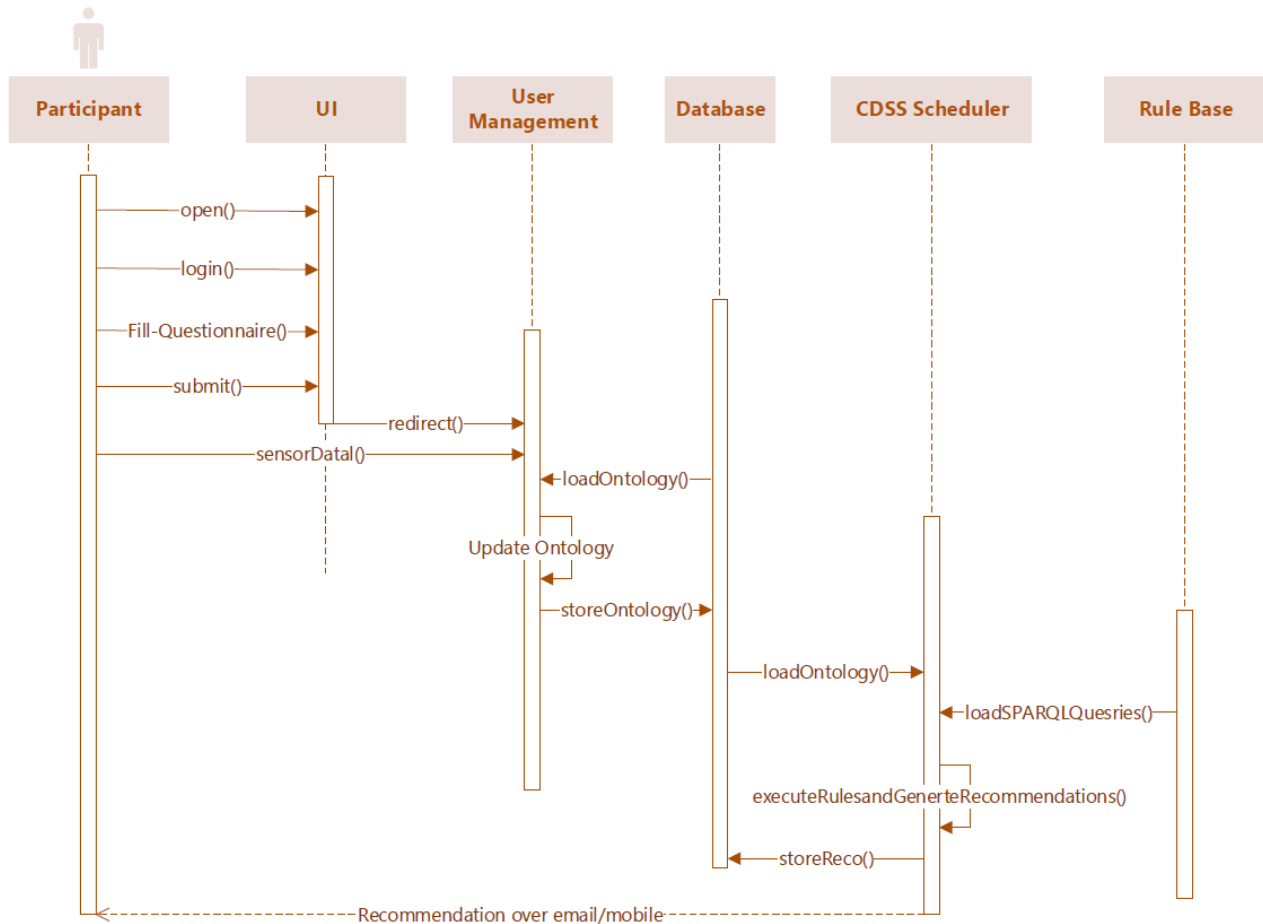 Participant
UI
User
Management
Database
CDSS Scheduler
Rule Base
open()
login()
Fill-Questionnaire()
submit()
redirect()
sensorDatal()
loadOntology()
Update Ontology
storeOntology()
loadOntology()
loadSPARQLQuesries()
executeRulesandGenerteRecommendations()
storeReco()
Recommendation over email/mobile